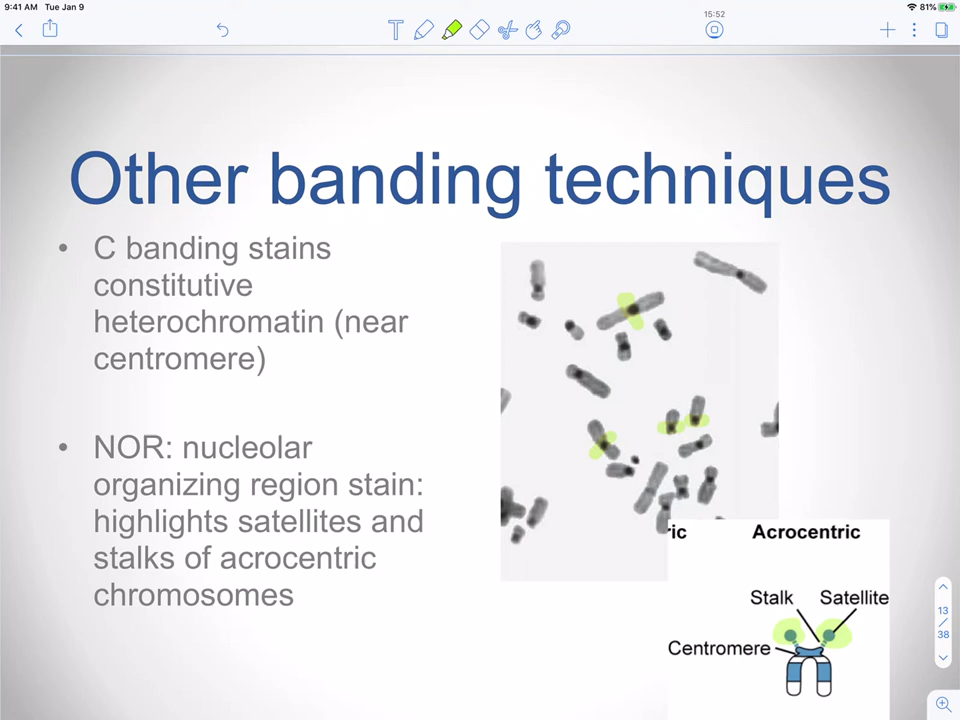 9:41 AM Tue Jan 9
81%
15:52
Other banding techniques
• C banding stains
constitutive
heterochromatin (near
centromere)
• NOR: nucleolar
organizing region stain:
highlights satellites and
stalks of acrocentric
chromosomes
ric
Acrocentric
Stalk
Satellite
Centromere
13
/
38